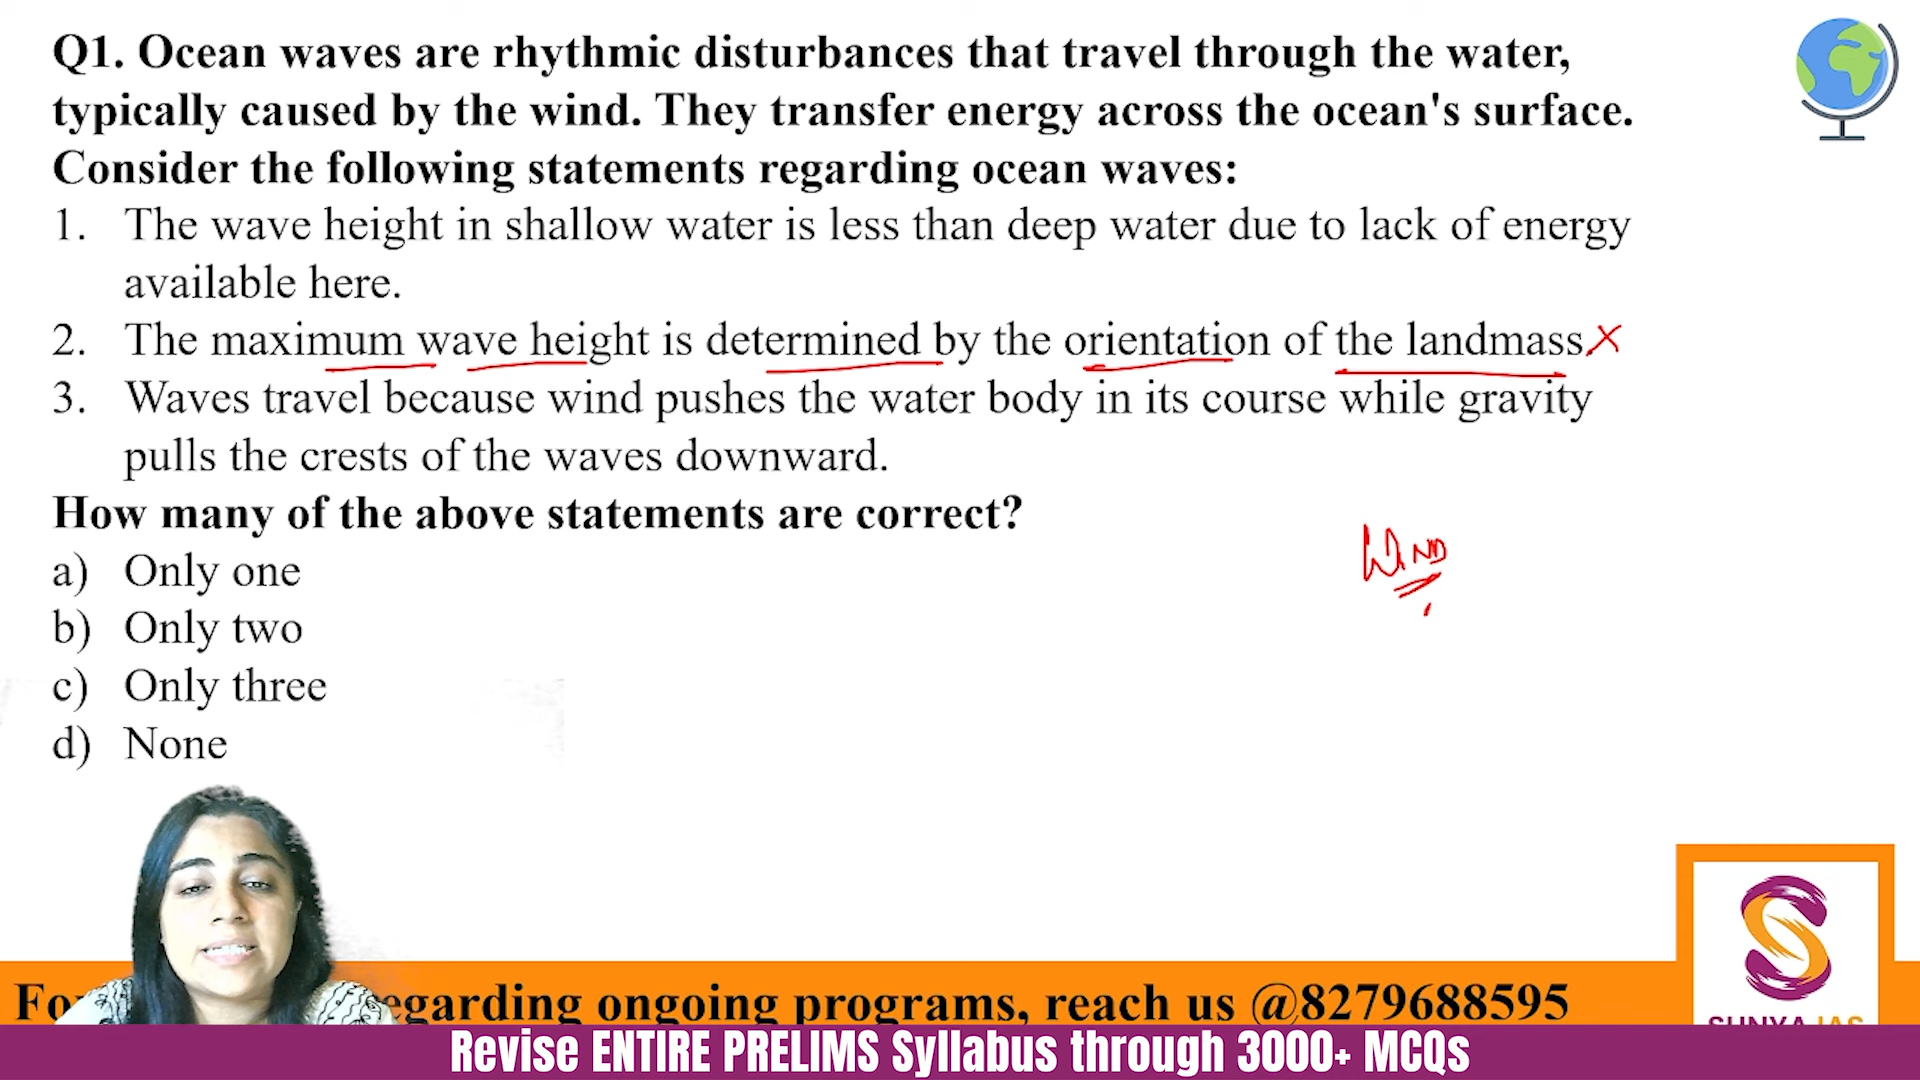 Q1. Ocean waves are rhythmic disturbances that travel through the water,
typically caused by the wind. They transfer energy across the ocean's surface.
Consider the following statements regarding ocean waves:
1. The wave height in shallow water is less than deep water due to lack of energy
available here.
2. The maximum wave height is determined by the orientation of the landmass.
3. Waves travel because wind pushes the water body in its course while gravity
pulls the crests of the waves downward.
How many of the above statements are correct?
WIND
a) Only one
b) Only two
c) Only three
d) None
egarding ongoing programs, reach us @8279688595
SUNYA IAS
Revise ENTIRE PRELIMS Syllabus through 3000+ MCQs